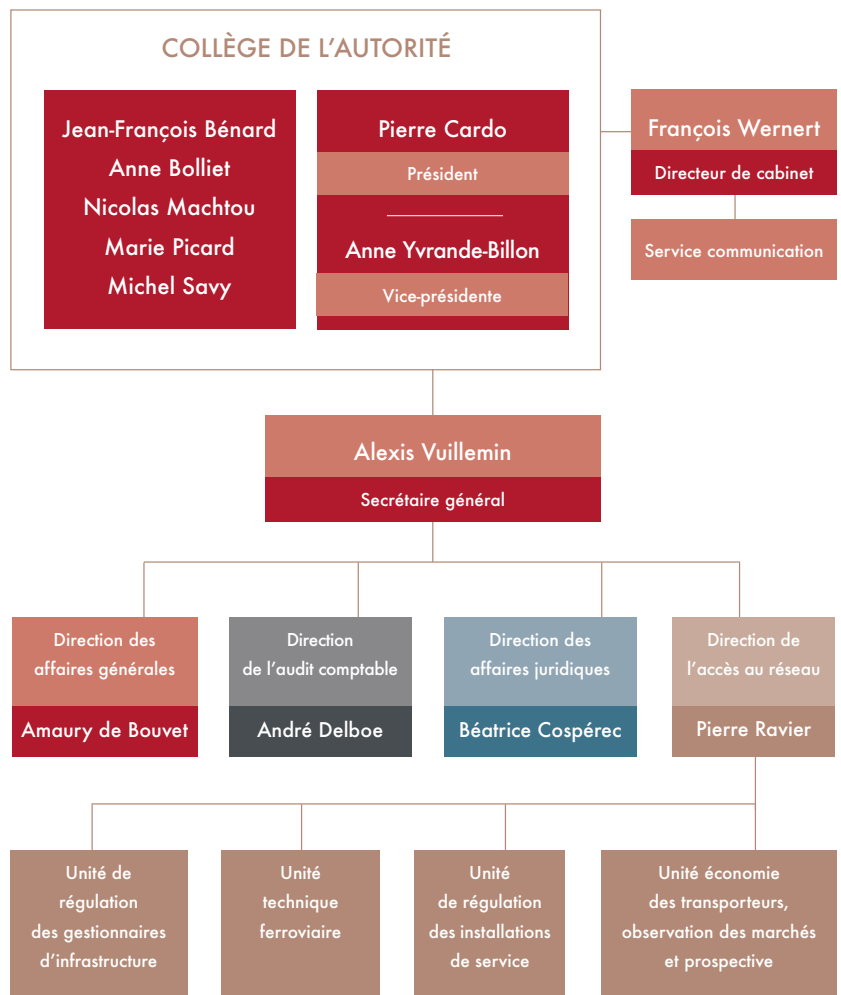 COLLÈGE DE L’AUTORITÉ
Jean-François Bénard
Anne Bolliet
Nicolas Machtou
Marie Picard
Michel Savy
Pierre Cardo
Président
Anne Yvrande-Billon
Vice-présidente
François Wernert
Directeur de cabinet
Service communication
Alexis Vuillemin
Secrétaire général
Direction des
affaires générales
Amaury de Bouvet
Direction
de l’audit comptable
André Delboe
Direction des
affaires juridiques
Béatrice Cospérec
Direction de
l’accès au réseau
Pierre Ravier
Unité de
régulation
des gestionnaires
d’infrastructure
Unité
technique
ferroviaire
Unité
de régulation
des installations
de service
Unité économie
des transporteurs,
observation des marchés
et prospective